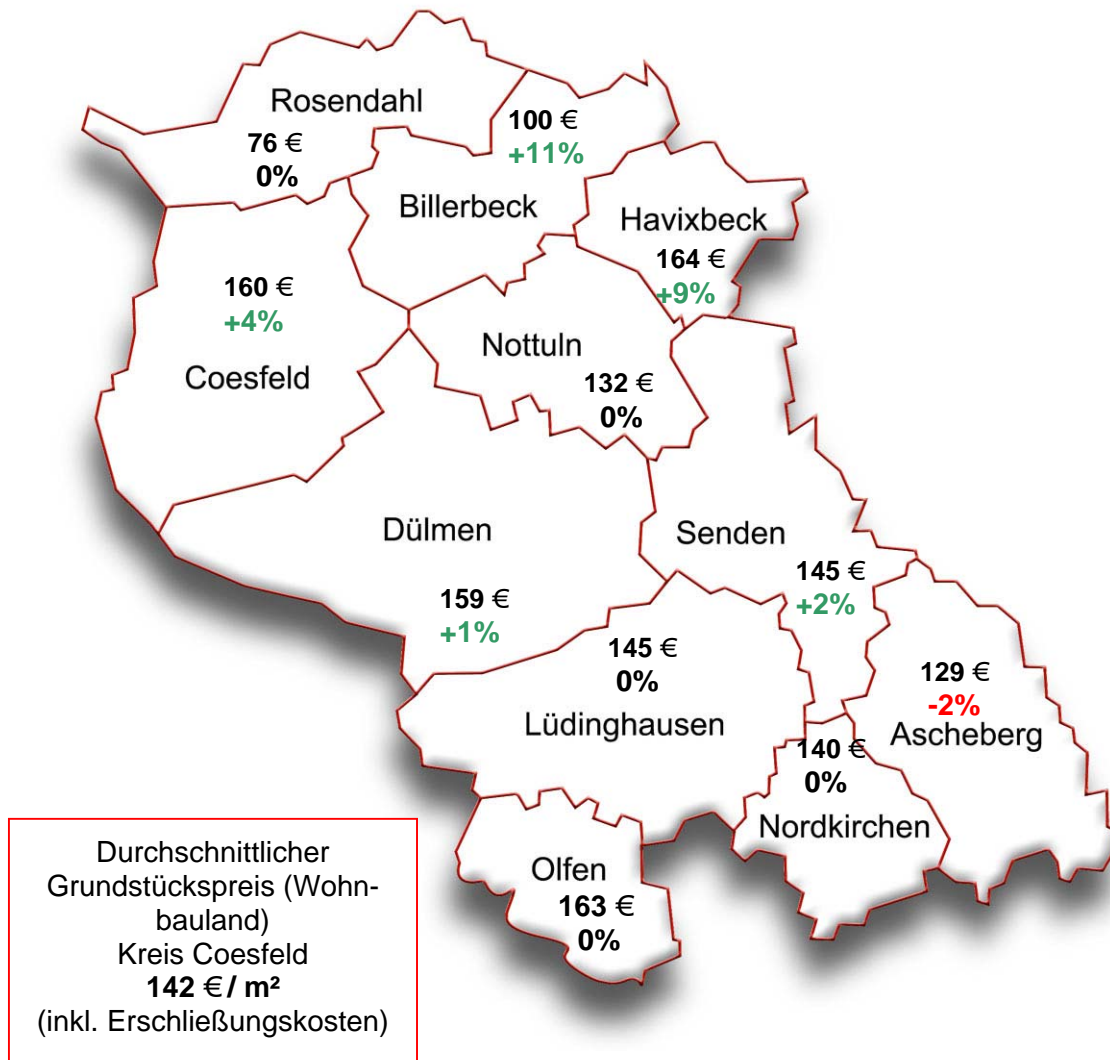 Rosendahl
76 €
0%
100 €
+11%
Billerbeck
Havixbeck
164 €
+9%
160 €
+4%
Coesfeld
Nottuln
132 €
0%
Dülmen
159 €
+1%
Senden
145 €
+2%
145 €
0%
Lüdinghausen
129 €
-2%
Ascheberg
140 €
0%
Nordkirchen
Olfen
163 €
0%
Durchschnittlicher
Grundstückspreis (Wohn-
bauland)
Kreis Coesfeld
142 € / m²
(inkl. Erschließungskosten)